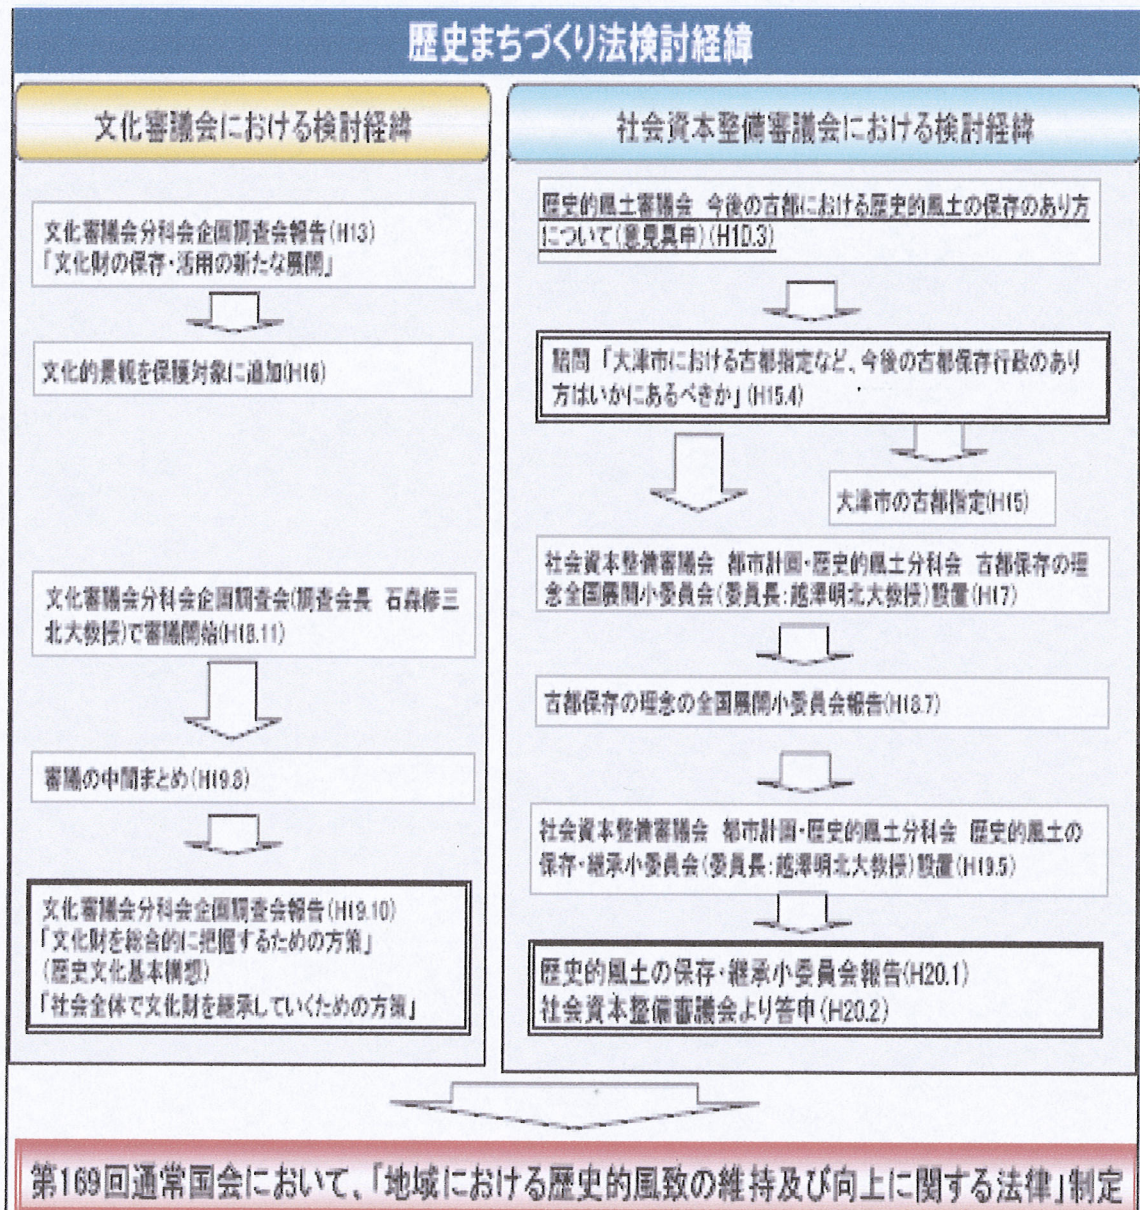 歴史まちづくり法検討経緯
文化審議会における検討経緯
文化審議会分科会企画調査会報告(H13)
「文化財の保存・活用の新たな展開」
文化的景観を保護対象に追加(H16)
文化審議会分科会企画調査会(調査会長 石森修三
北大教授)で審議開始(H18.11)
審議の中間まとめ(H19.8)
文化審議会分科会企画調査会報告(H19.10)
「文化財を総合的に把握するための方策」
(歴史文化基本構想)
「社会全体で文化財を継承していくための方策」
社会資本整備審議会における検討経緯
歴史的風土審議会 今後の古都における歴史的風土の保存のあり方
について(意見具申)(H10.3)
諮問「大津市における古都指定など、今後の古都保存行政のあり
方はいかにあるべきか」(H15.4)
大津市の古都指定(H15)
社会資本整備審議会 都市計画・歴史的風土分科会 古都保存の理
念全国展開小委員会(委員長:越澤明北大教授)設置(H17)
古都保存の理念の全国展開小委員会報告(H18.7)
社会資本整備審議会 都市計画・歴史的風土分科会 歴史的風土の
保存・継承小委員会(委員長:越澤明北大教授)設置(H19.5)
歴史的風土の保存・継承小委員会報告(H20.1)
社会資本整備審議会より答申(H20.2)
第169回通常国会において、「地域における歴史的風致の維持及び向上に関する法律」制定